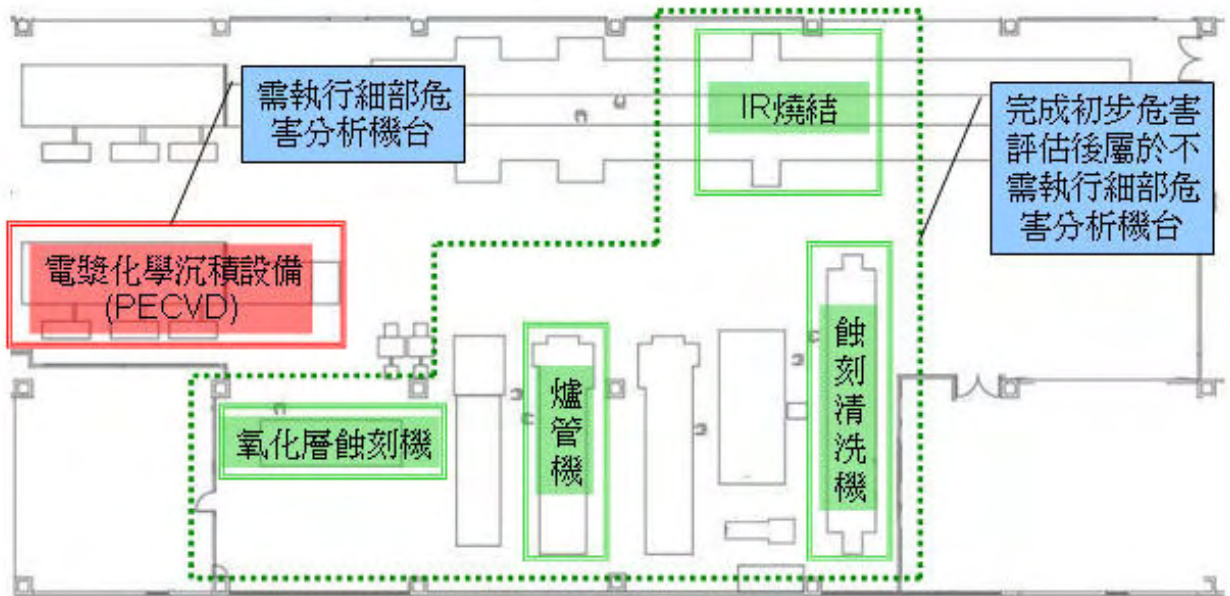 需執行細部危
害分析機台
IR燒結
完成初步危害
評估後屬於不
需執行細部危
害分析機台
電漿化學沉積設備
(PECVD)
氧化層蝕刻機
爐管機
蝕刻清洗機